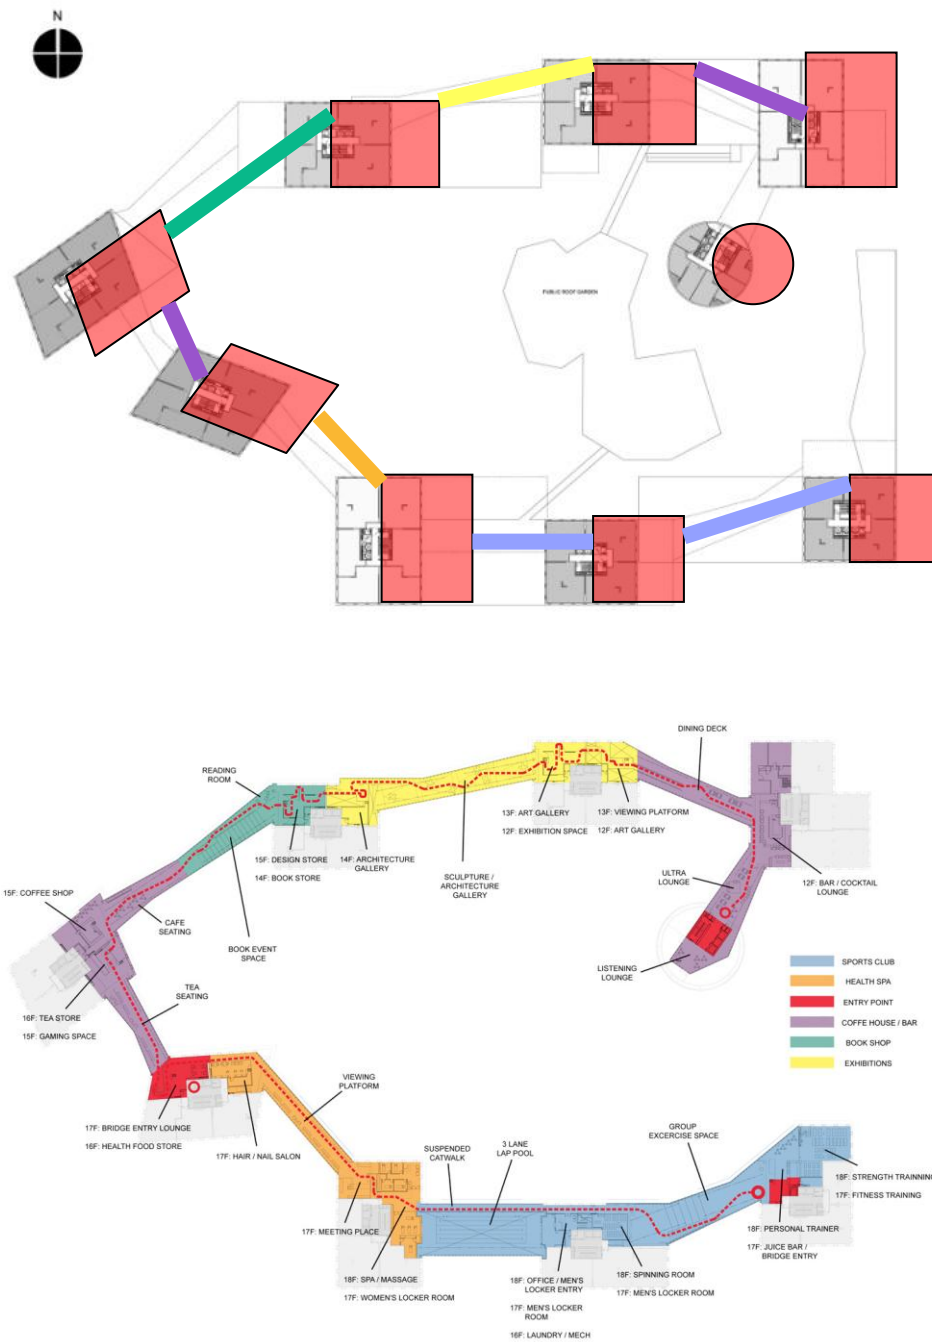 N
PUBLIC ROOF GARDEN
DINING DECK
READING
ROOM
13F: ART GALLERY
12F: EXHIBITION SPACE
13F: VIEWING PLATFORM
12F: ART GALLERY
15F: DESIGN STORE
14F: BOOK STORE
14F: ARCHITECTURE
GALLERY
SCULPTURE /
ARCHITECTURE
GALLERY
ULTRA
LOUNGE
12F: BAR / COCKTAIL
LOUNGE
15F: COFFEE SHOP
CAFE
SEATING
BOOK EVENT
SPACE
LISTENING
LOUNGE
TEA
SEATING
16F: TEA STORE
15F: GAMING SPACE
SPORTS CLUB
HEALTH SPA
ENTRY POINT
COFFE HOUSE / BAR
BOOK SHOP
EXHIBITIONS
VIEWING
PLATFORM
17F: BRIDGE ENTRY LOUNGE
16F: HEALTH FOOD STORE
17F: HAIR / NAIL SALON
SUSPENDED
CATWALK
3 LANE
LAP POOL
GROUP
EXCERCISE SPACE
18F: STRENGTH TRAINNING
17F: FITNESS TRAINING
17F: MEETING PLACE
18F: PERSONAL TRAINER
17F: JUICE BAR /
BRIDGE ENTRY
18F: SPA / MASSAGE
17F: WOMEN'S LOCKER ROOM
18F: OFFICE / MEN'S
LOCKER ENTRY
17F: MEN'S LOCKER
ROOM
16F: LAUNDRY / MECH
18F: SPINNING ROOM
17F: MEN'S LOCKER ROOM